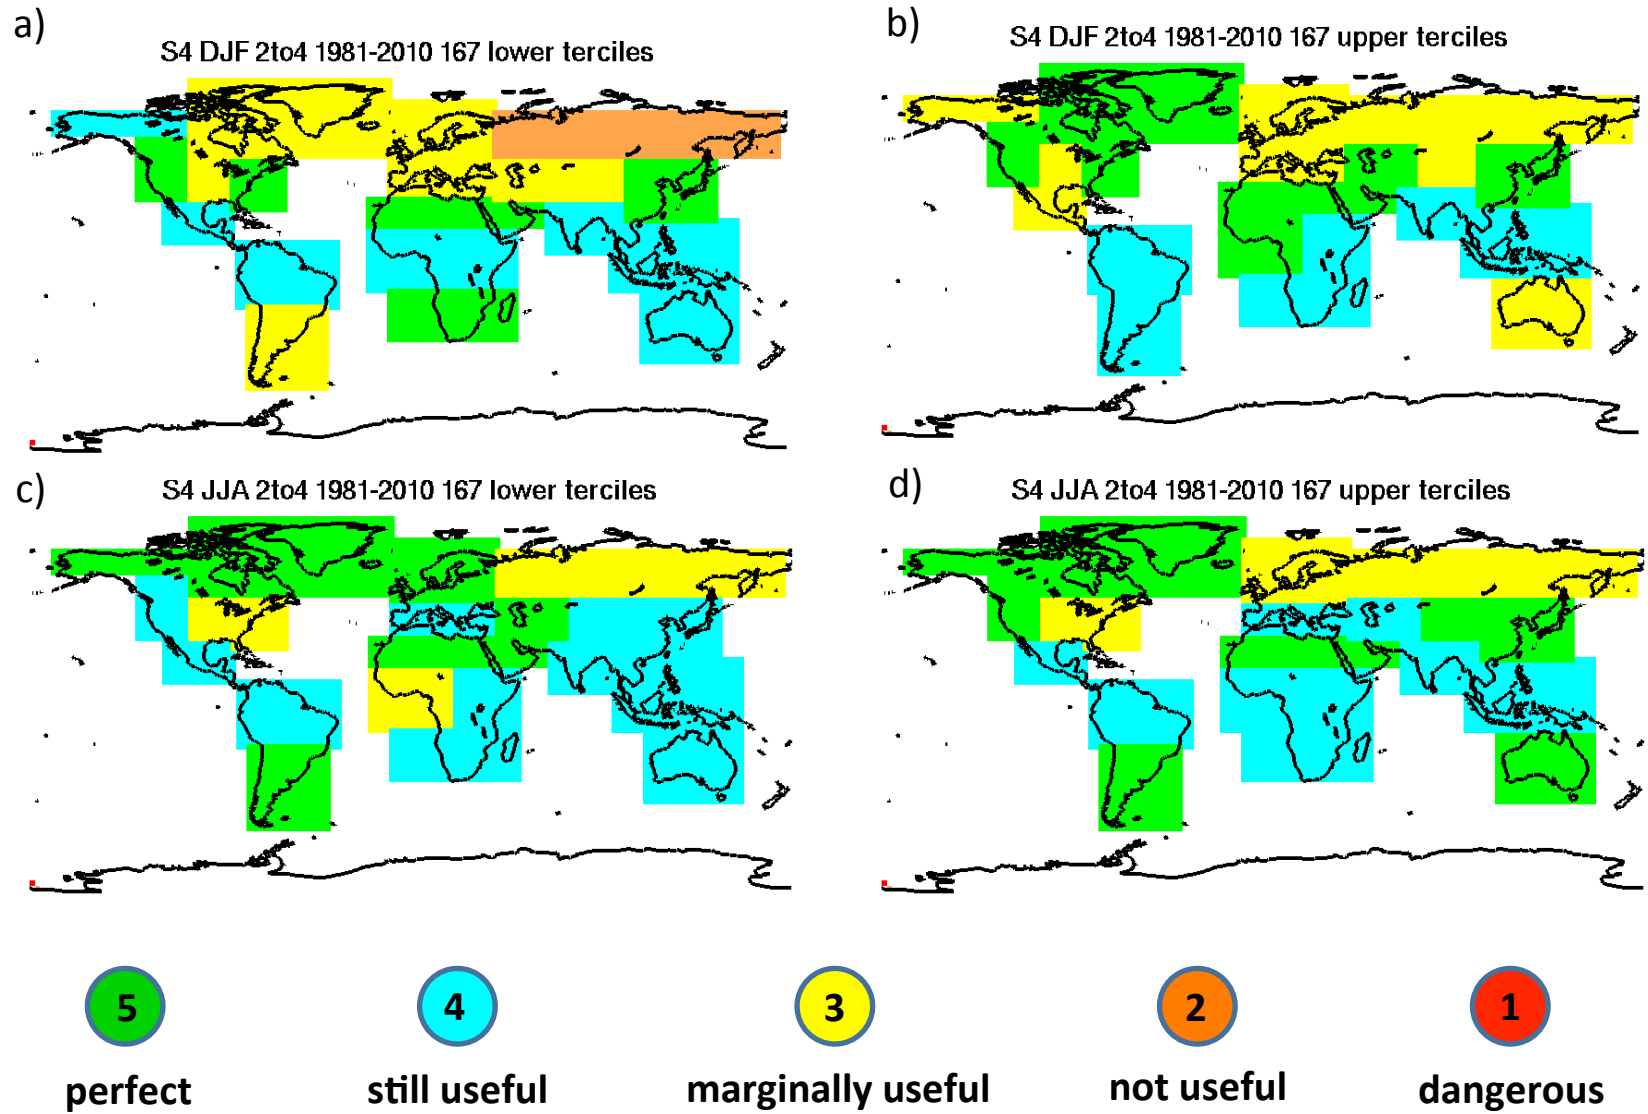 a)
S4 DJF 2to4 1981-2010 167 lower terciles
b)
S4 DJF 2to4 1981-2010 167 upper terciles
c)
S4 JJA 2to4 1981-2010 167 lower terciles
d)
S4 JJA 2to4 1981-2010 167 upper terciles
5
4
3
2
1
perfect
still useful
marginally useful
not useful
dangerous